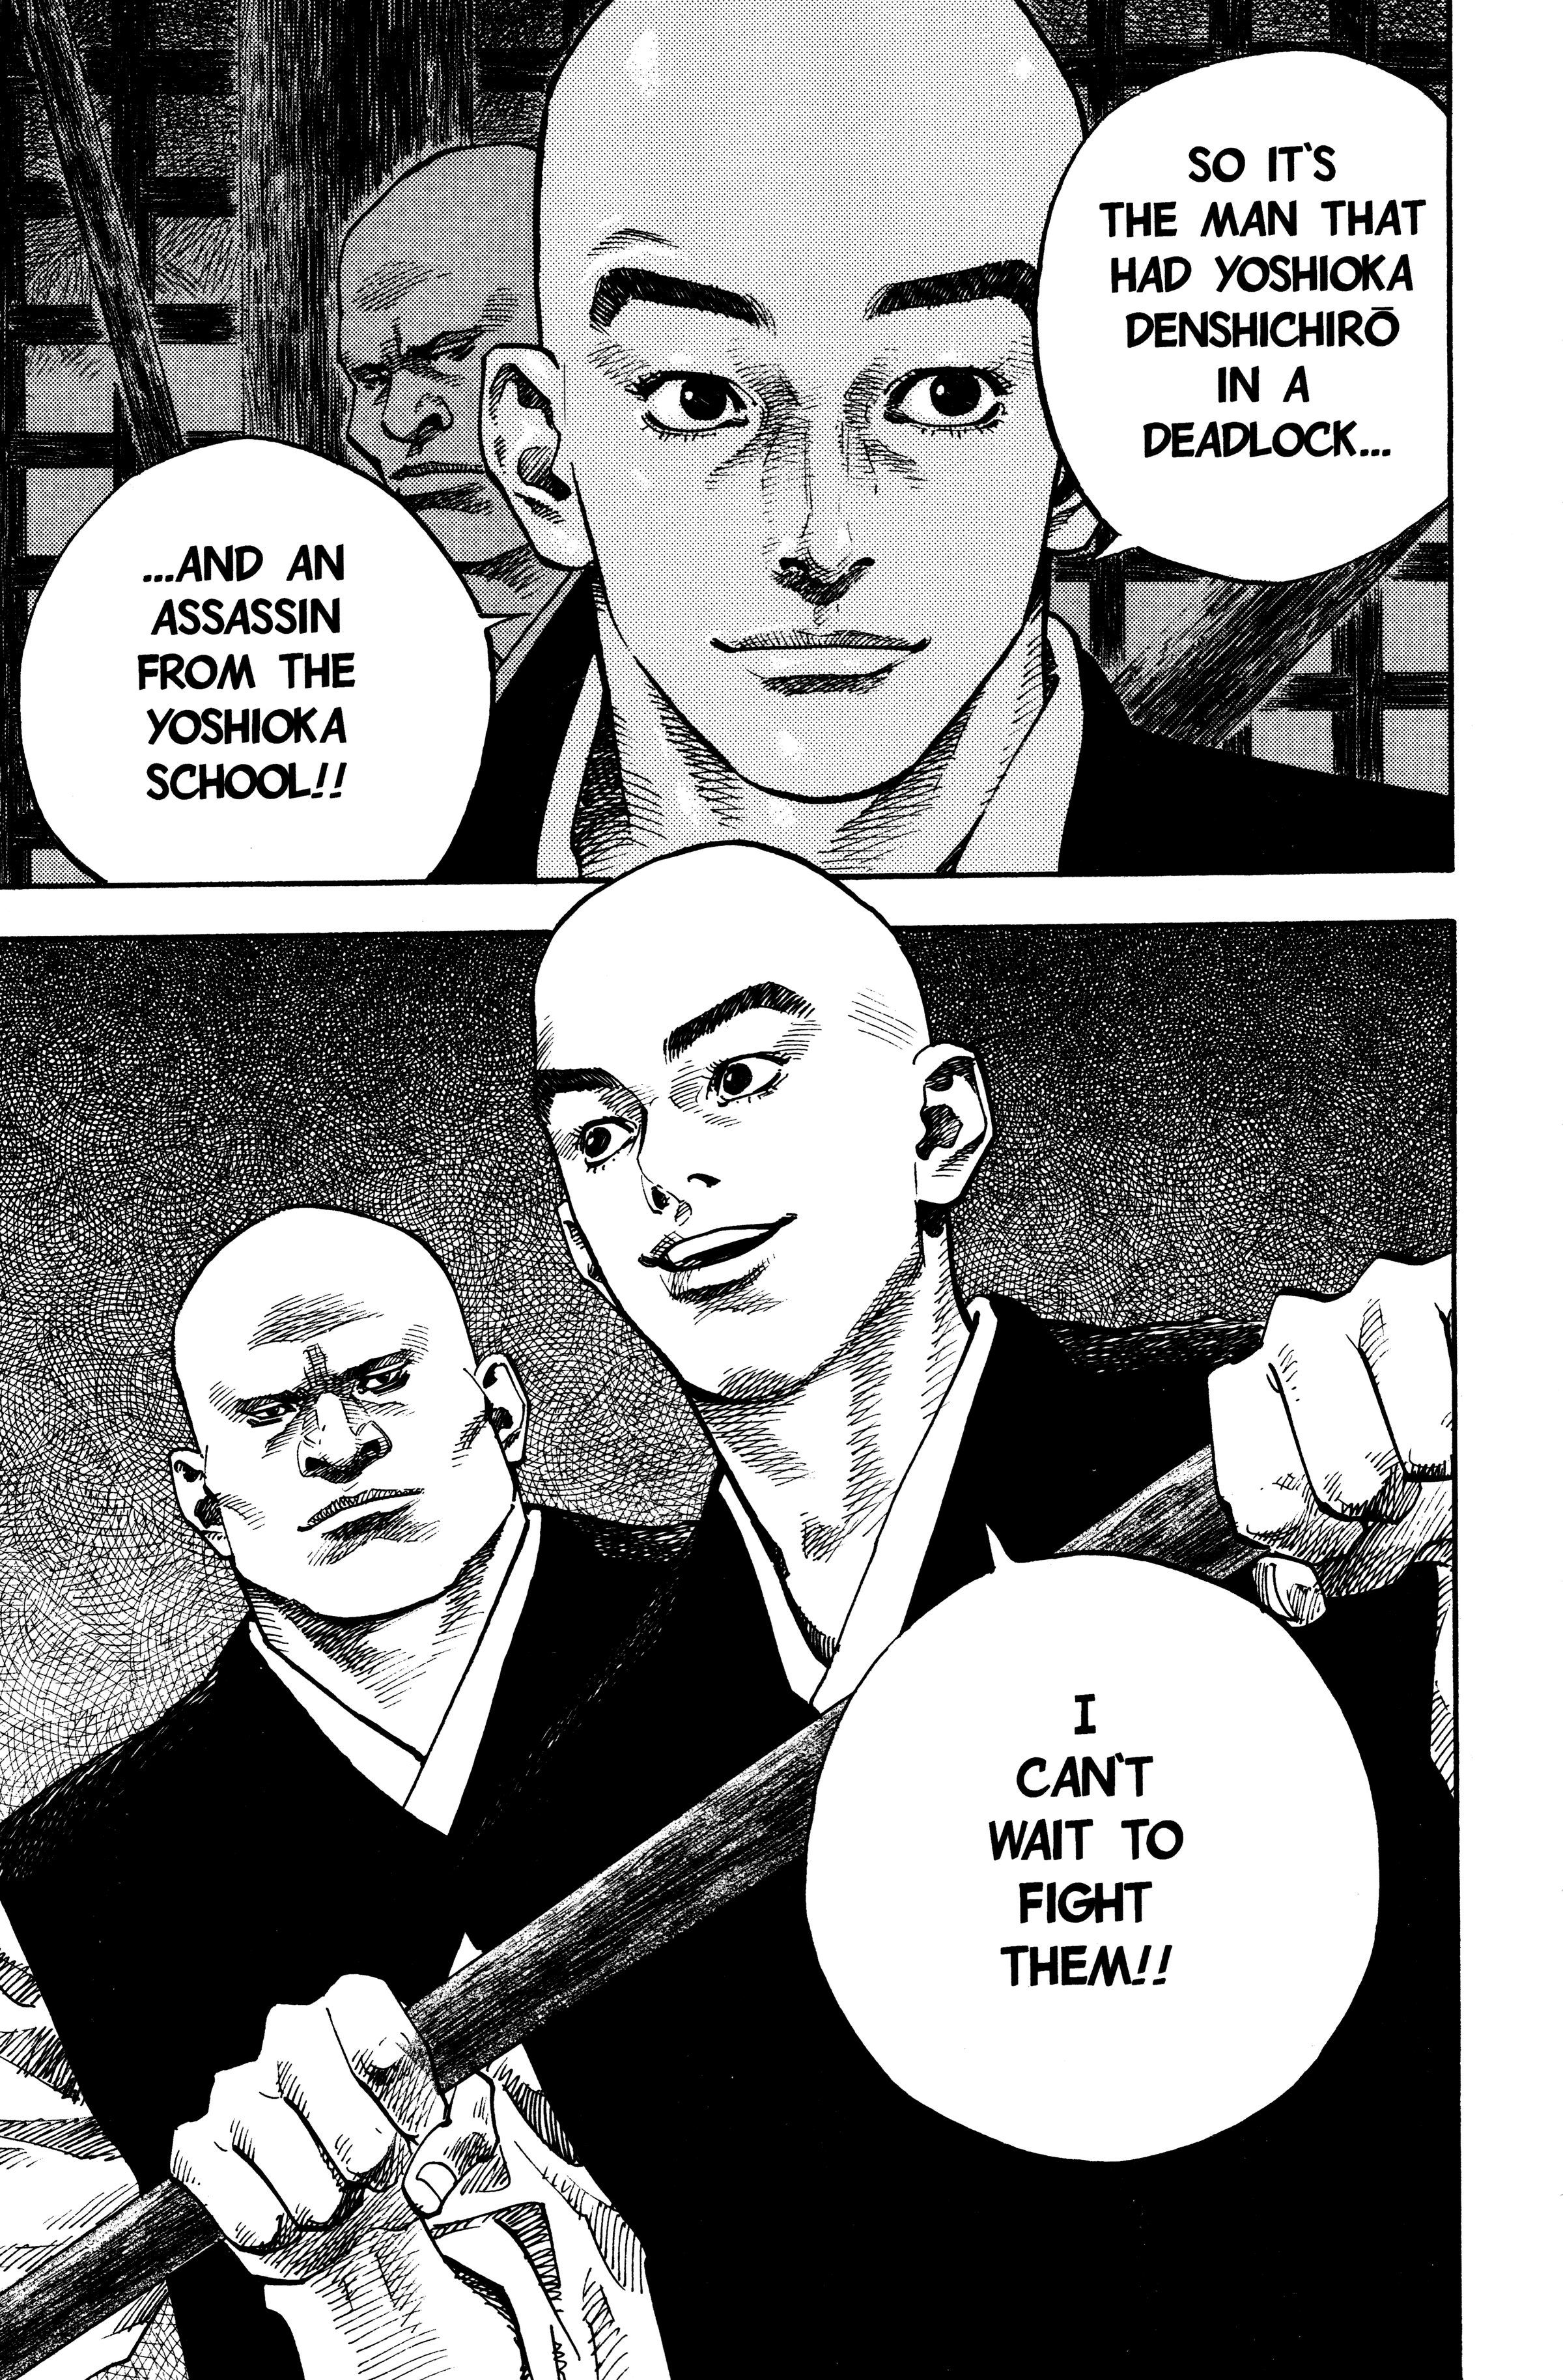 SO IT'S
THE MAN THAT
HAD YOSHIOKA
DENSHICHIRŌ
IN A
DEADLOCK...
...AND AN
ASSASSIN
FROM THE
YOSHIOKA
SCHOOL!!
I
CAN'T
WAIT TO
FIGHT
THEM!!